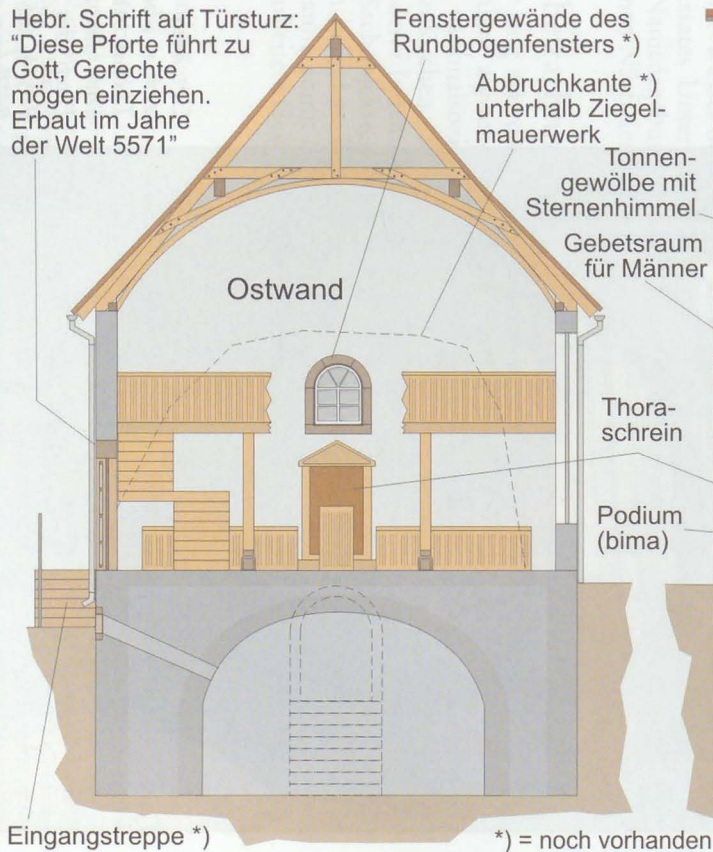 Hebr. Schrift auf Türsturz:
“Diese Pforte führt zu
Gott, Gerechte
mögen einziehen.
Erbaut im Jahre
der Welt 5571”
Fenstergewände des
Rundbogenfensters *)
Abbruchkante *)
unterhalb Ziegel-
mauerwerk
Tonnen-
gewölbe mit
Sternenhimmel
Gebetsraum
für Männer
Ostwand
Thora-
schrein
Podium
(bima)
Eingangstreppe *)
*) = noch vorhanden